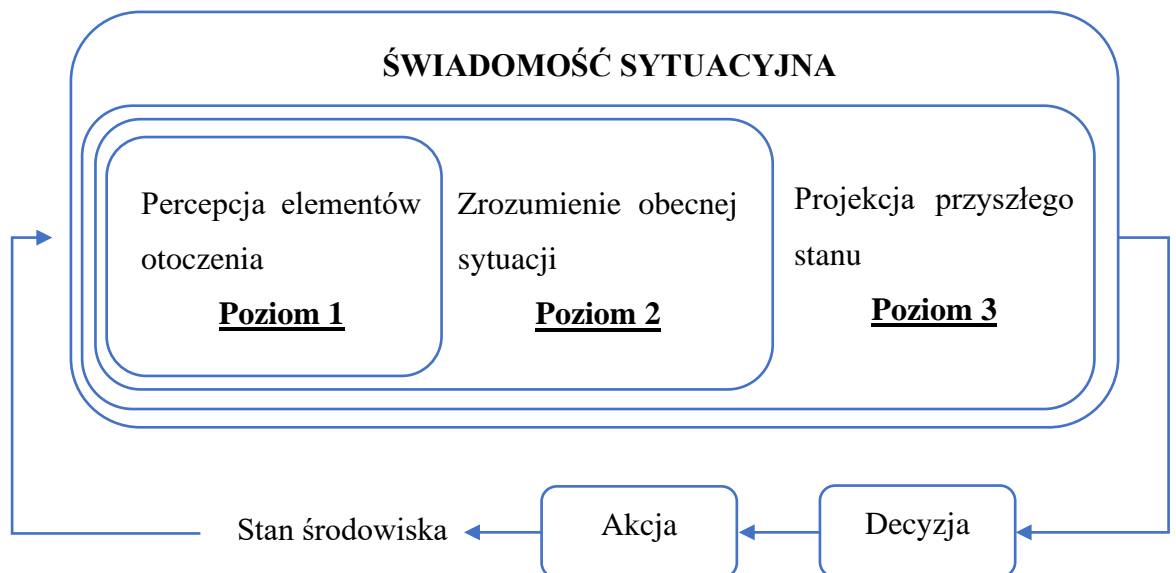 ŚWIADOMOŚĆ SYTUACYJNA
Percepcja elementów
otoczenia
Poziom 1
Zrozumienie obecnej
sytuacji
Poziom 2
Projekcja przyszłego
stanu
Poziom 3
Stan środowiska
Akcja
Decyzja